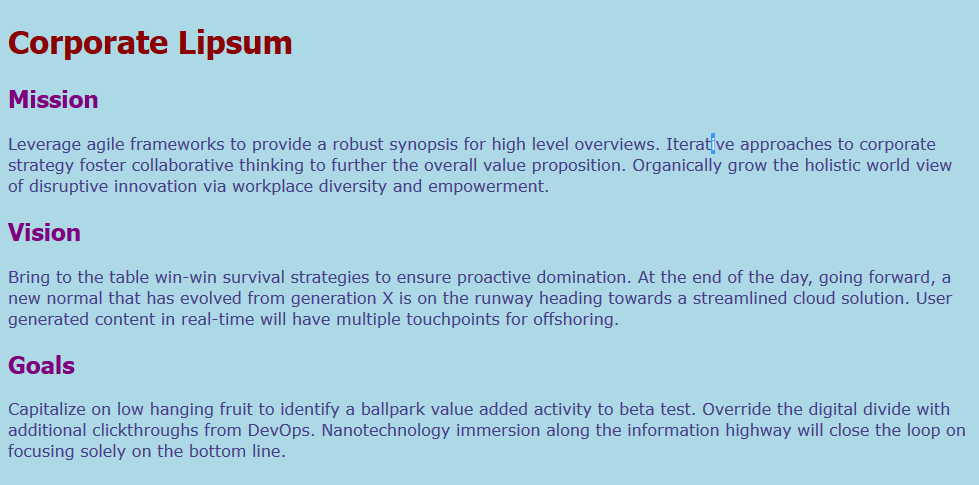 Corporate Lipsum
Mission
Leverage agile frameworks to provide a robust synopsis for high level overviews. Iterative approaches to corporate
strategy foster collaborative thinking to further the overall value proposition. Organically grow the holistic world view
of disruptive innovation via workplace diversity and empowerment.
Vision
Bring to the table win-win survival strategies to ensure proactive domination. At the end of the day, going forward, a
new normal that has evolved from generation X is on the runway heading towards a streamlined cloud solution. User
generated content in real-time will have multiple touchpoints for offshoring.
Goals
Capitalize on low hanging fruit to identify a ballpark value added activity to beta test. Override the digital divide with
additional clickthroughs from DevOps. Nanotechnology immersion along the information highway will close the loop on
focusing solely on the bottom line.